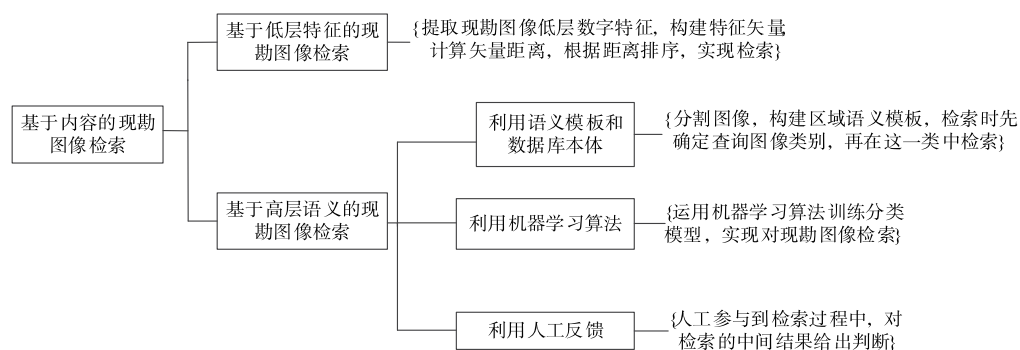 基于内容的现勘
图像检索
基于低层特征的现
勘图像检索
{提取现勘图像低层数字特征，构建特征矢量,
计算矢量距离，根据距离排序，实现检索}
基于高层语义的现
勘图像检索
利用语义模板和
数据库本体
{分割图像，构建区域语义模板，检索时先
确定查询图像类别，再在这一类中检索}
利用机器学习算法
{运用机器学习算法训练分类
模型，实现对现勘图像检索}
利用人工反馈
{人工参与到检索过程中，对
检索的中间结果给出判断}